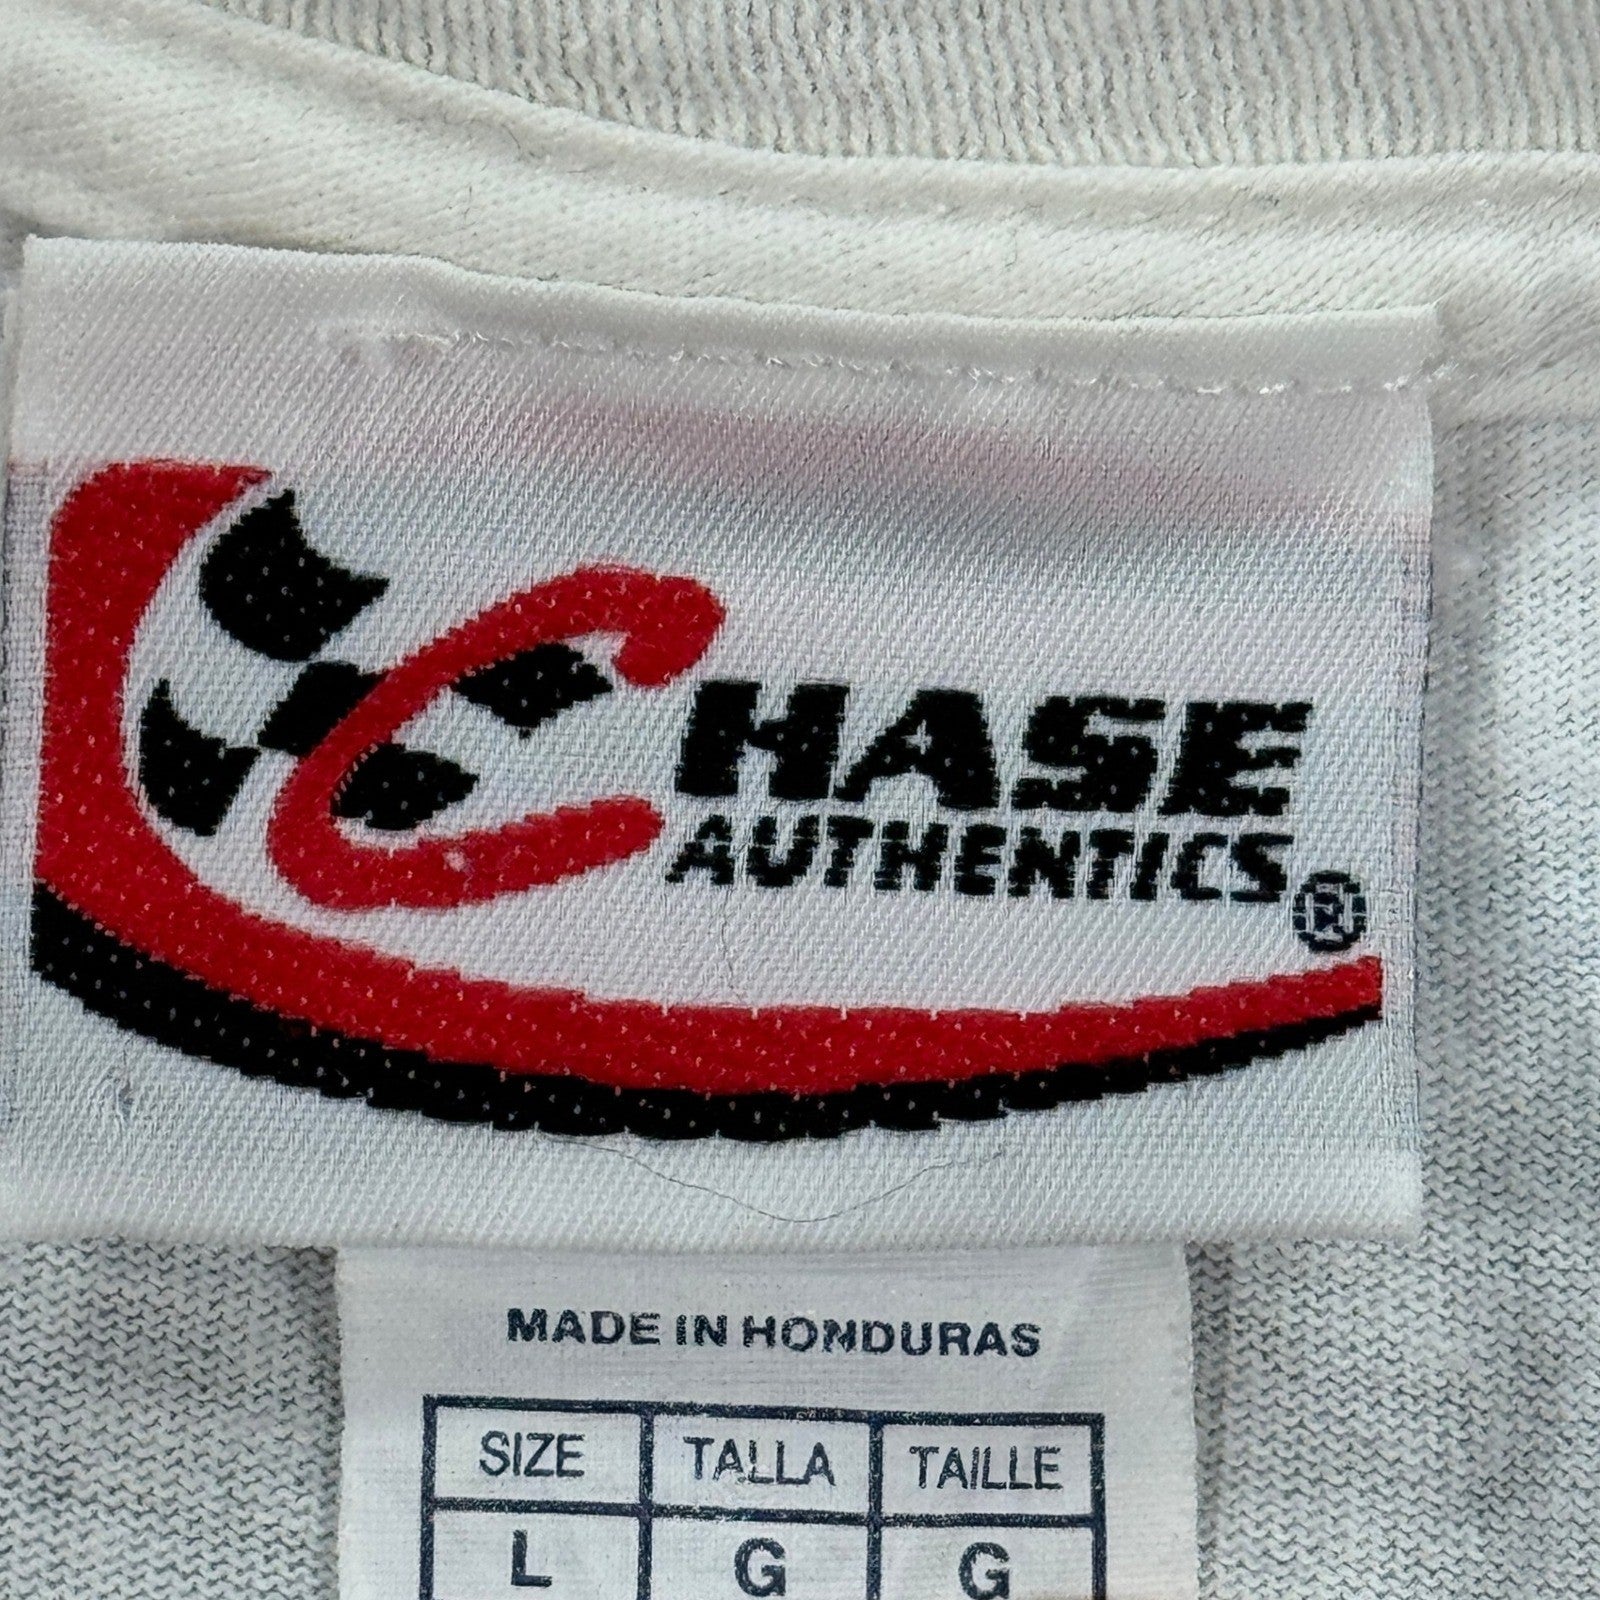 CHASE
AUTHENTICS®
MADE IN HONDURAS
SIZE TALLA TAILLE
L G G